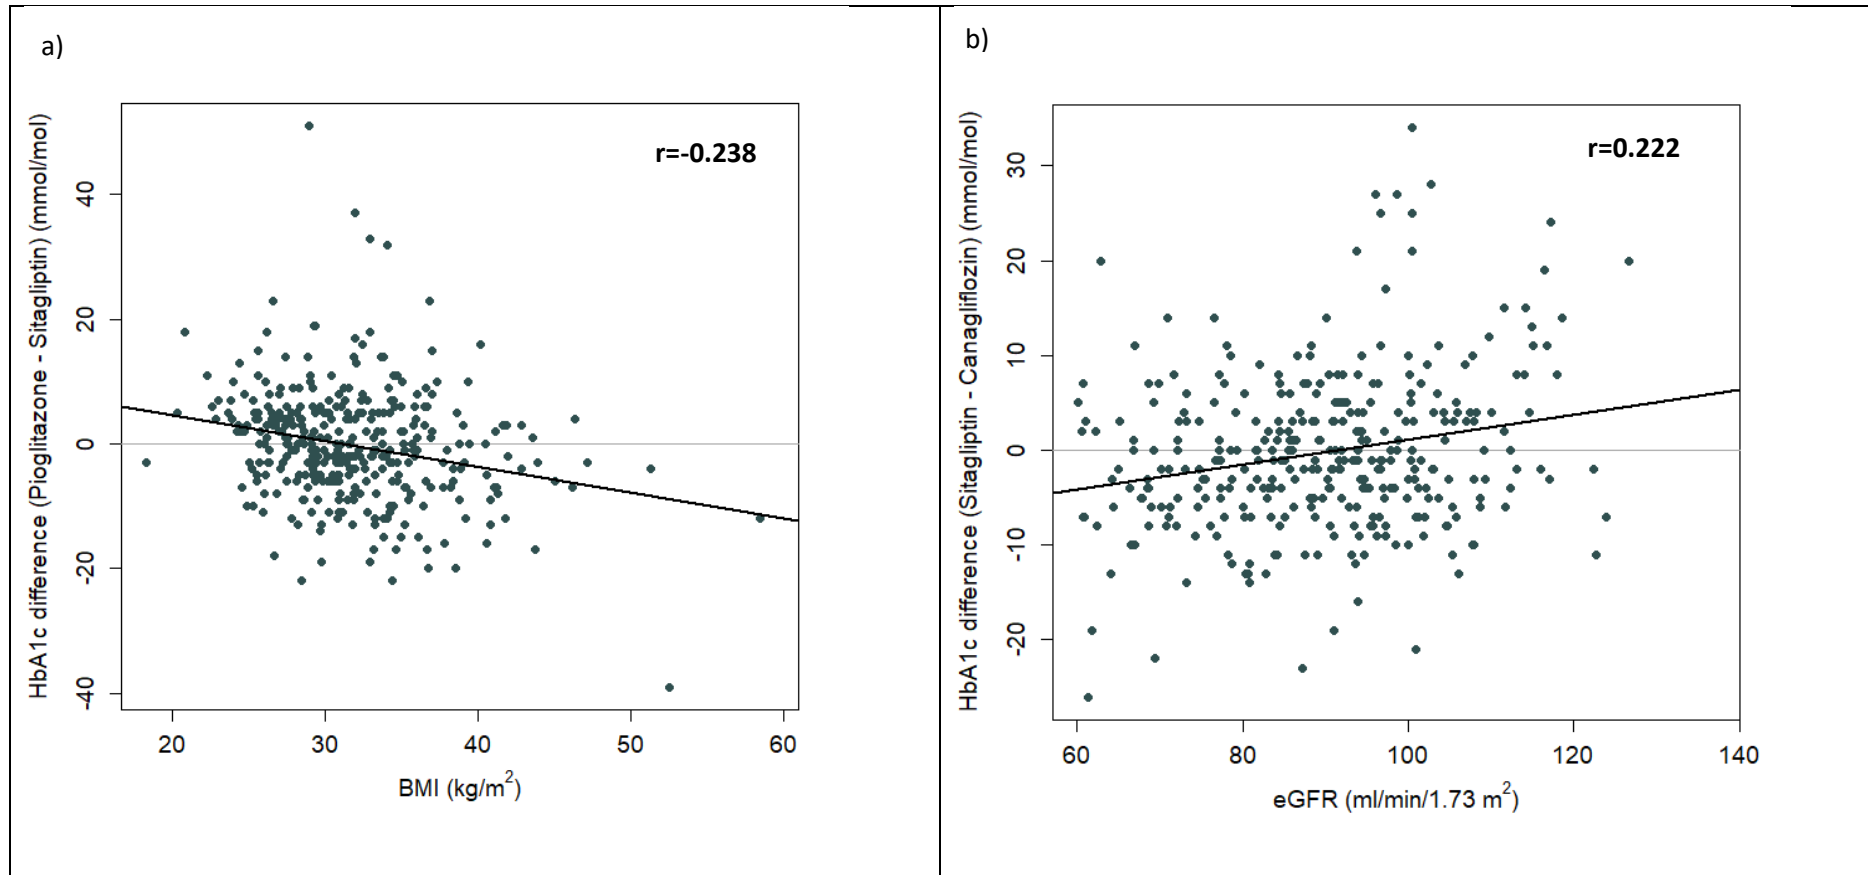 a)
r=-0.238
HbA1c difference (Pioglitazone - Sitagliptin) (mmol/mol)
40
20
0
-20
-40
20 30 40 50 60
BMI (kg/m²)
b)
r=0.222
HbA1c difference (Sitagliptin - Canagliflozin) (mmol/mol)
30
20
10
0
-10
-20
60 80 100 120 140
eGFR (ml/min/1.73 m²)